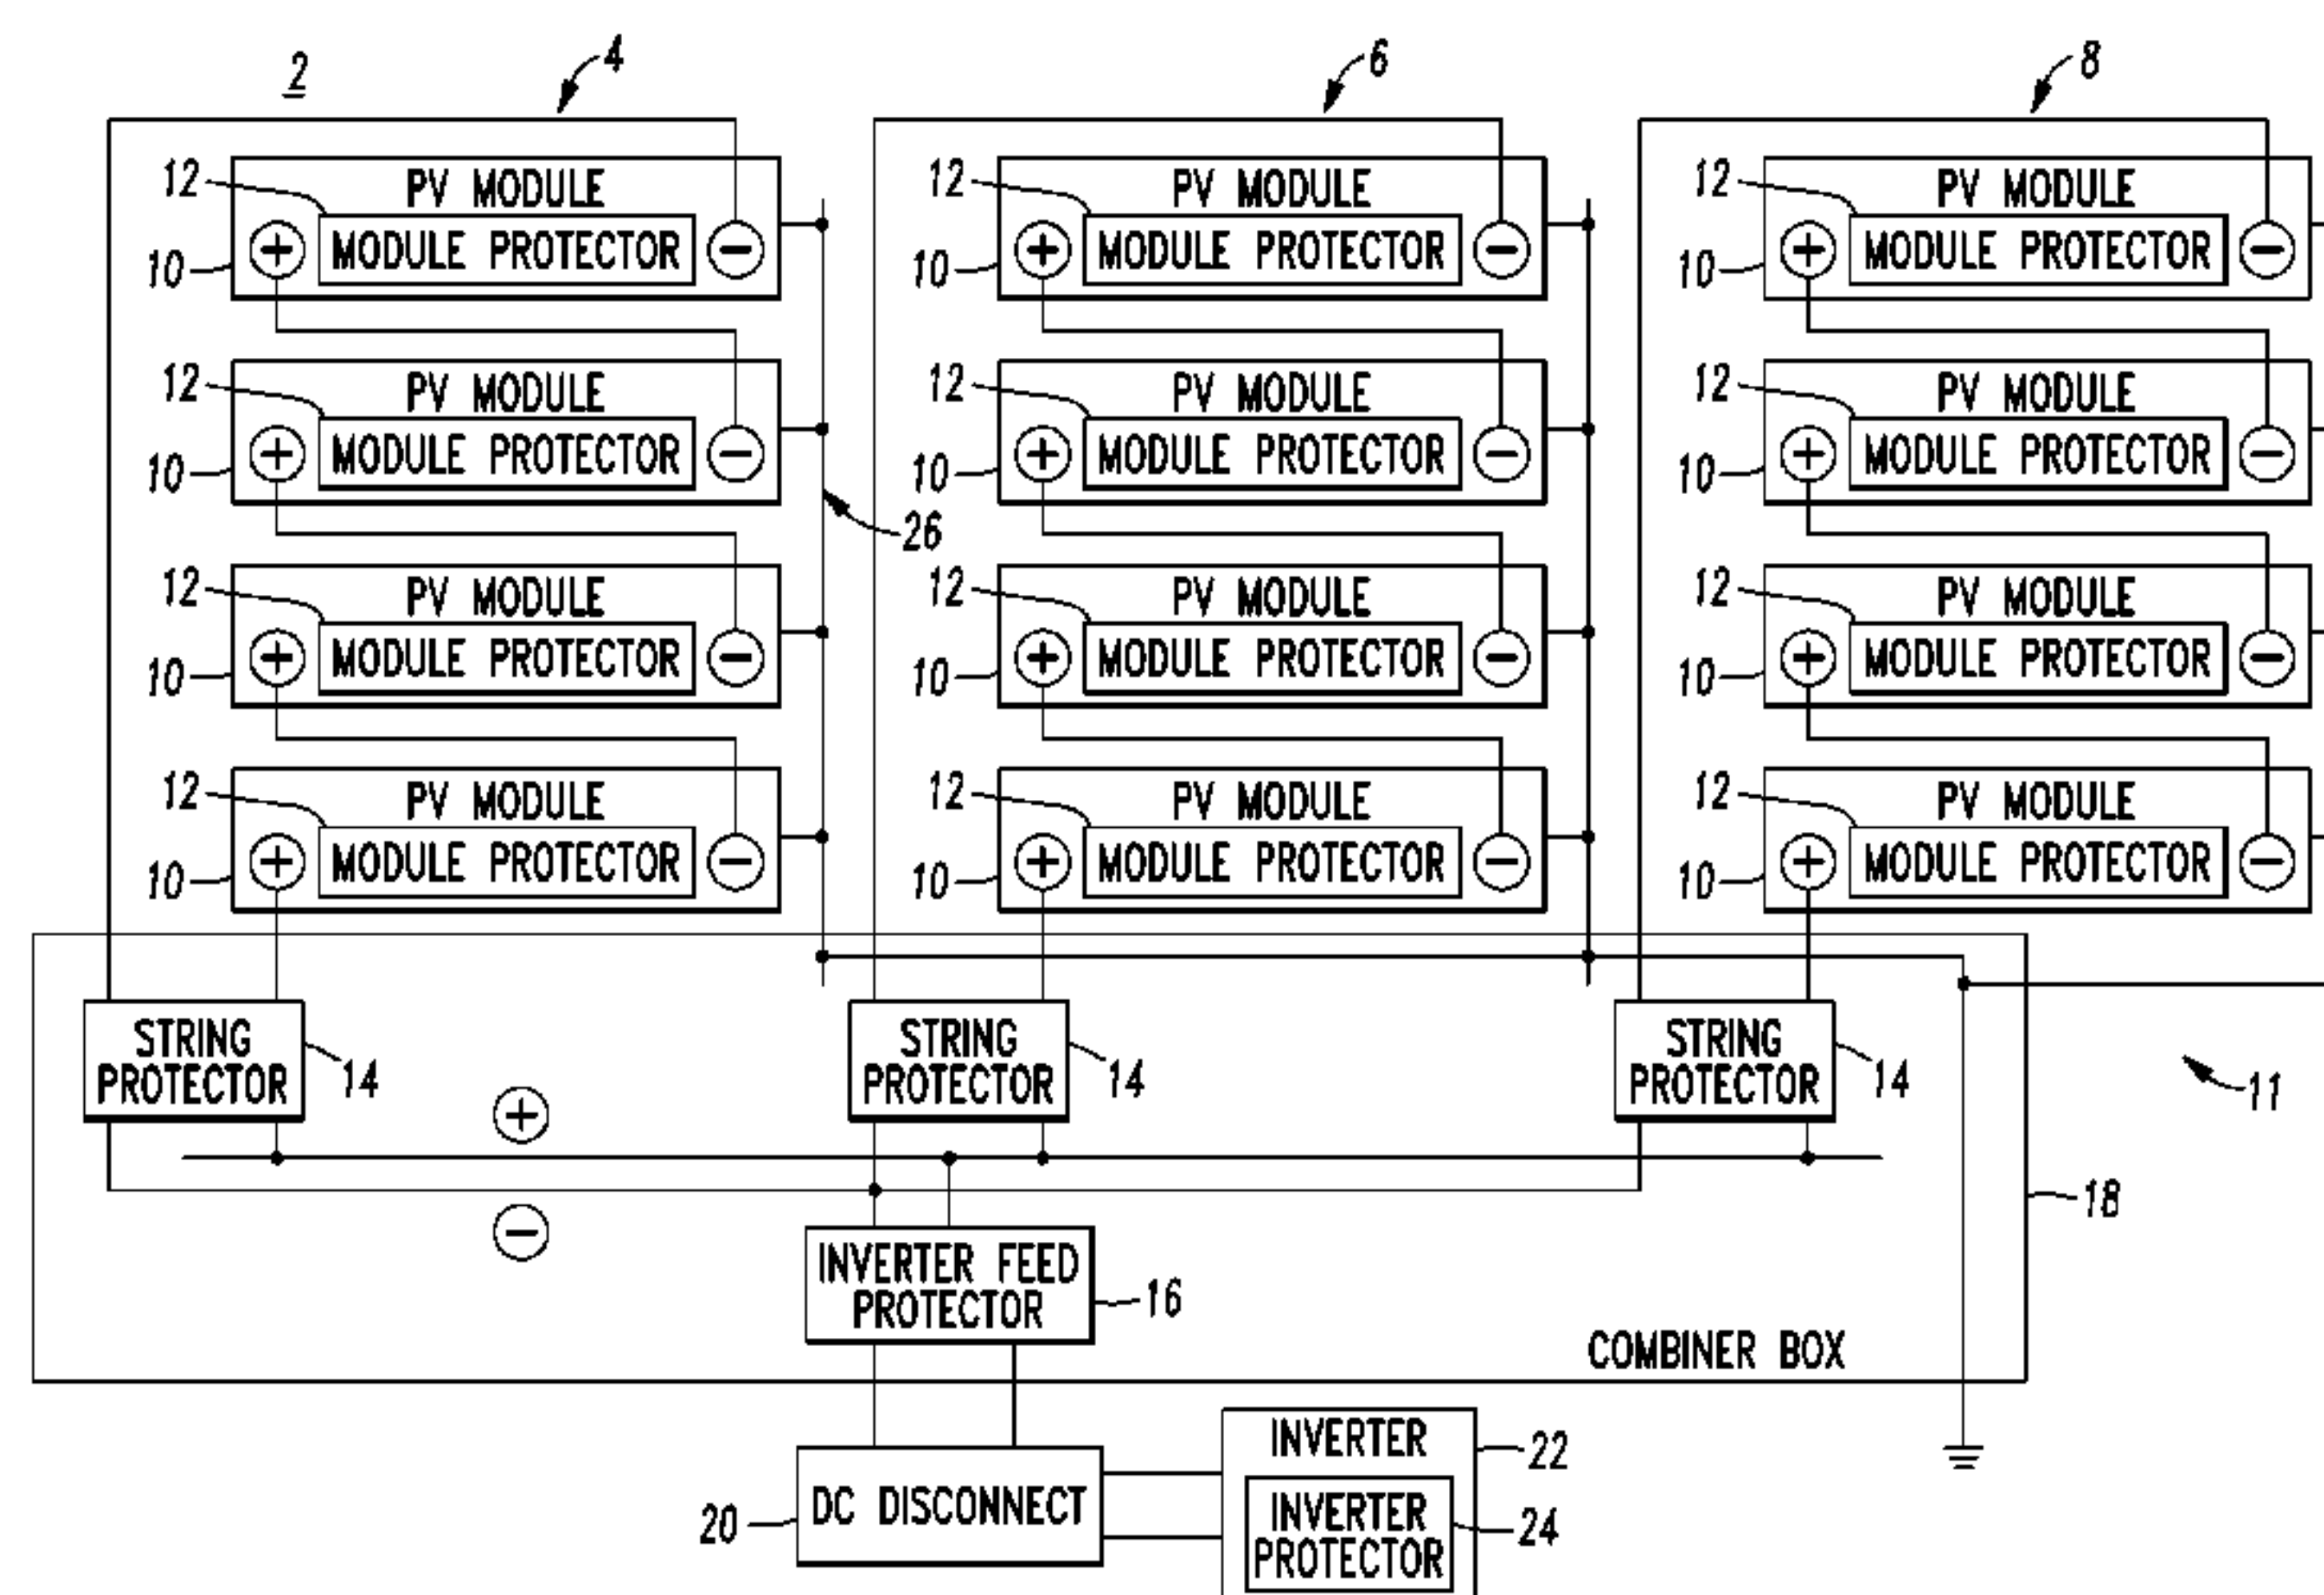 2
4
6
8
12 PV MODULE 12 PV MODULE 12 PV MODULE
10 + MODULE PROTECTOR − 10 + MODULE PROTECTOR − 10 + MODULE PROTECTOR −
12 PV MODULE 12 PV MODULE 12 PV MODULE
10 + MODULE PROTECTOR − 10 + MODULE PROTECTOR − 10 + MODULE PROTECTOR −
26
12 PV MODULE 12 PV MODULE 12 PV MODULE
10 + MODULE PROTECTOR − 10 + MODULE PROTECTOR − 10 + MODULE PROTECTOR −
12 PV MODULE 12 PV MODULE 12 PV MODULE
10 + MODULE PROTECTOR − 10 + MODULE PROTECTOR − 10 + MODULE PROTECTOR −
STRING STRING STRING
PROTECTOR 14 PROTECTOR 14 PROTECTOR 14
11
+
−
18
INVERTER FEED
PROTECTOR 16
COMBINER BOX
INVERTER 22
20 DC DISCONNECT
INVERTER
PROTECTOR 24